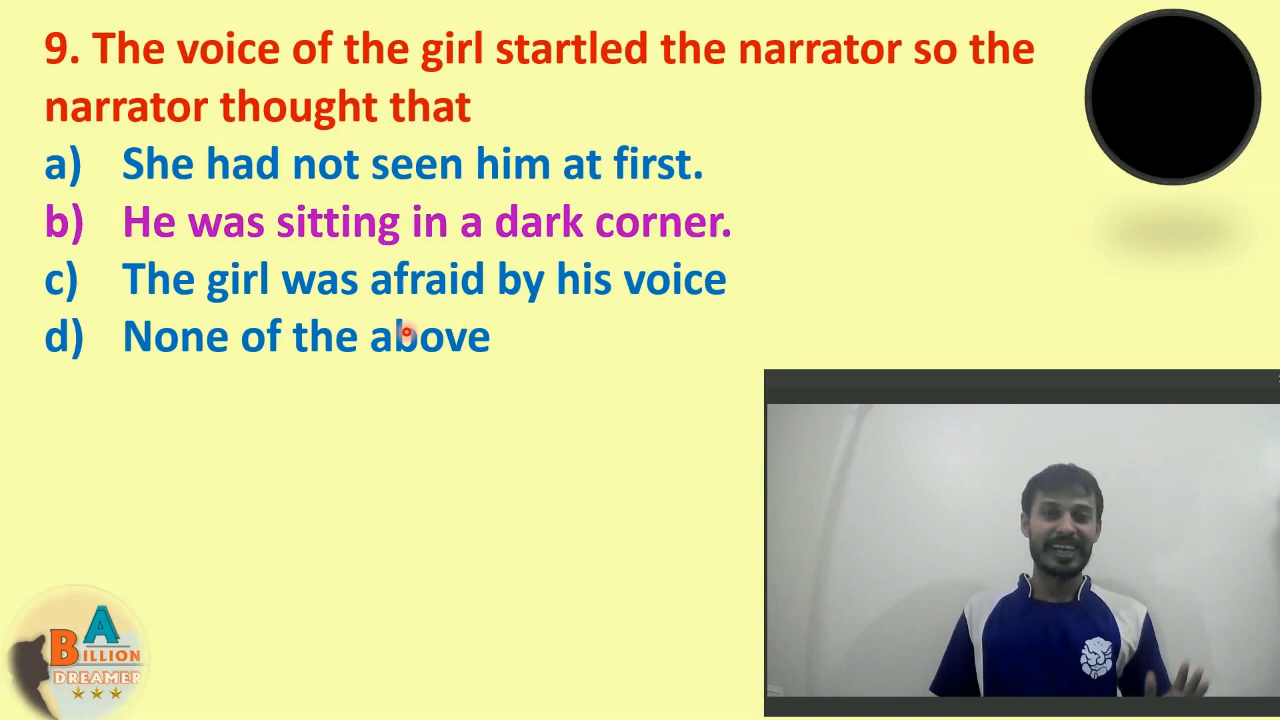 9. The voice of the girl startled the narrator so the
narrator thought that
a) She had not seen him at first.
b) He was sitting in a dark corner.
c) The girl was afraid by his voice
d) None of the above
A
BILLION
DREAMER